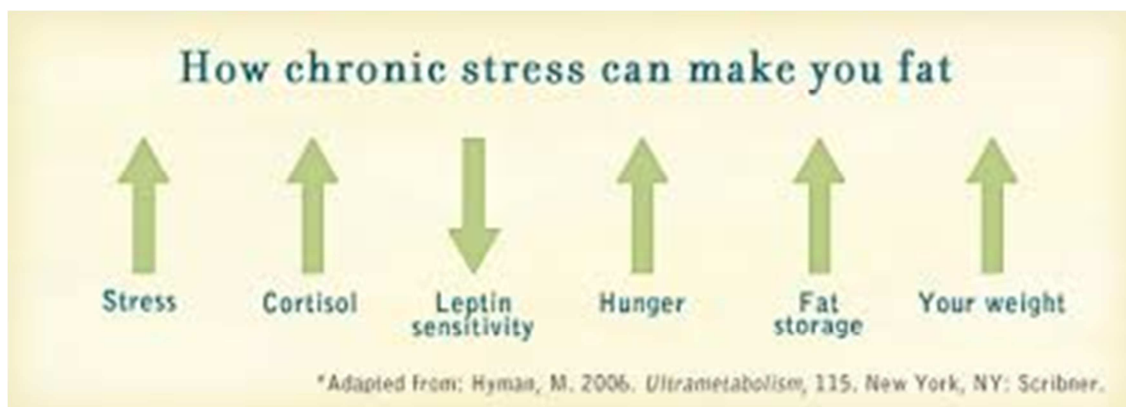 How chronic stress can make you fat
Stress
Cortisol
Leptin
sensitivity
Hunger
Fat
storage
Your weight
*Adapted from: Hyman, M. 2006. Ultrametabolism, 115. New York, NY: Scribner.